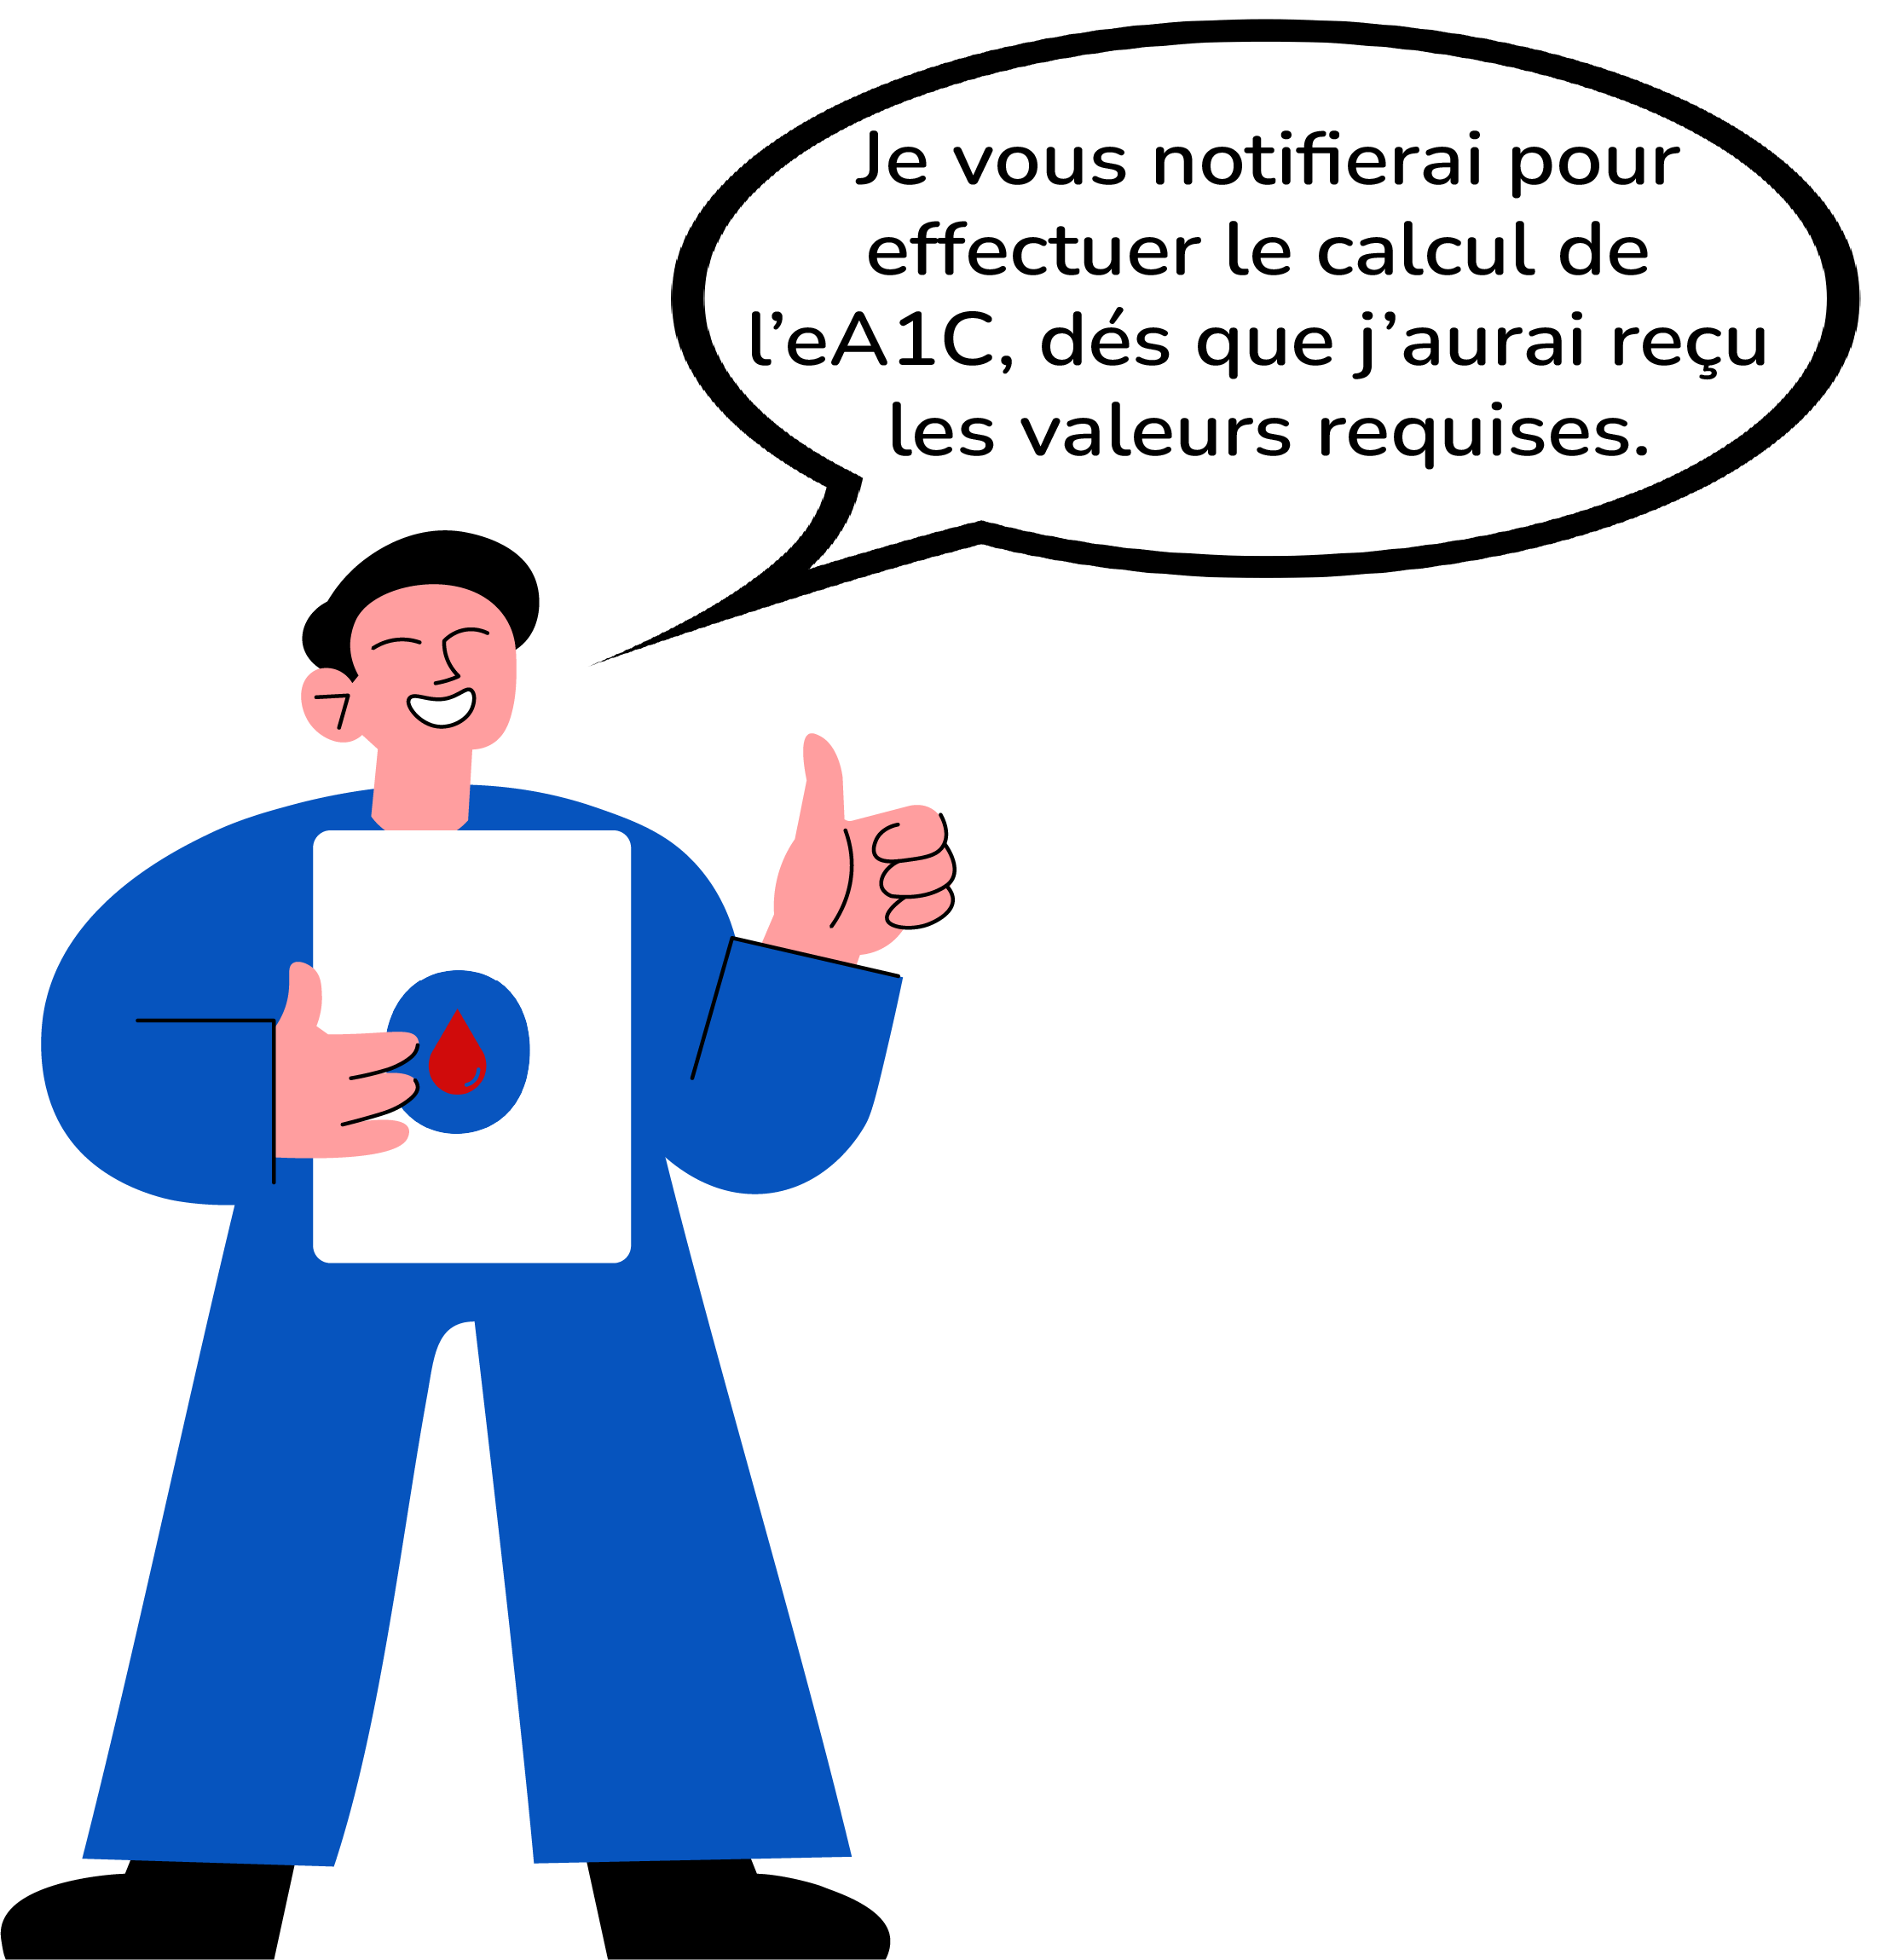 Je vous notifierai pour
effectuer le calcul de
l'eA1C, dés que j'aurai reçu
les valeurs requises.